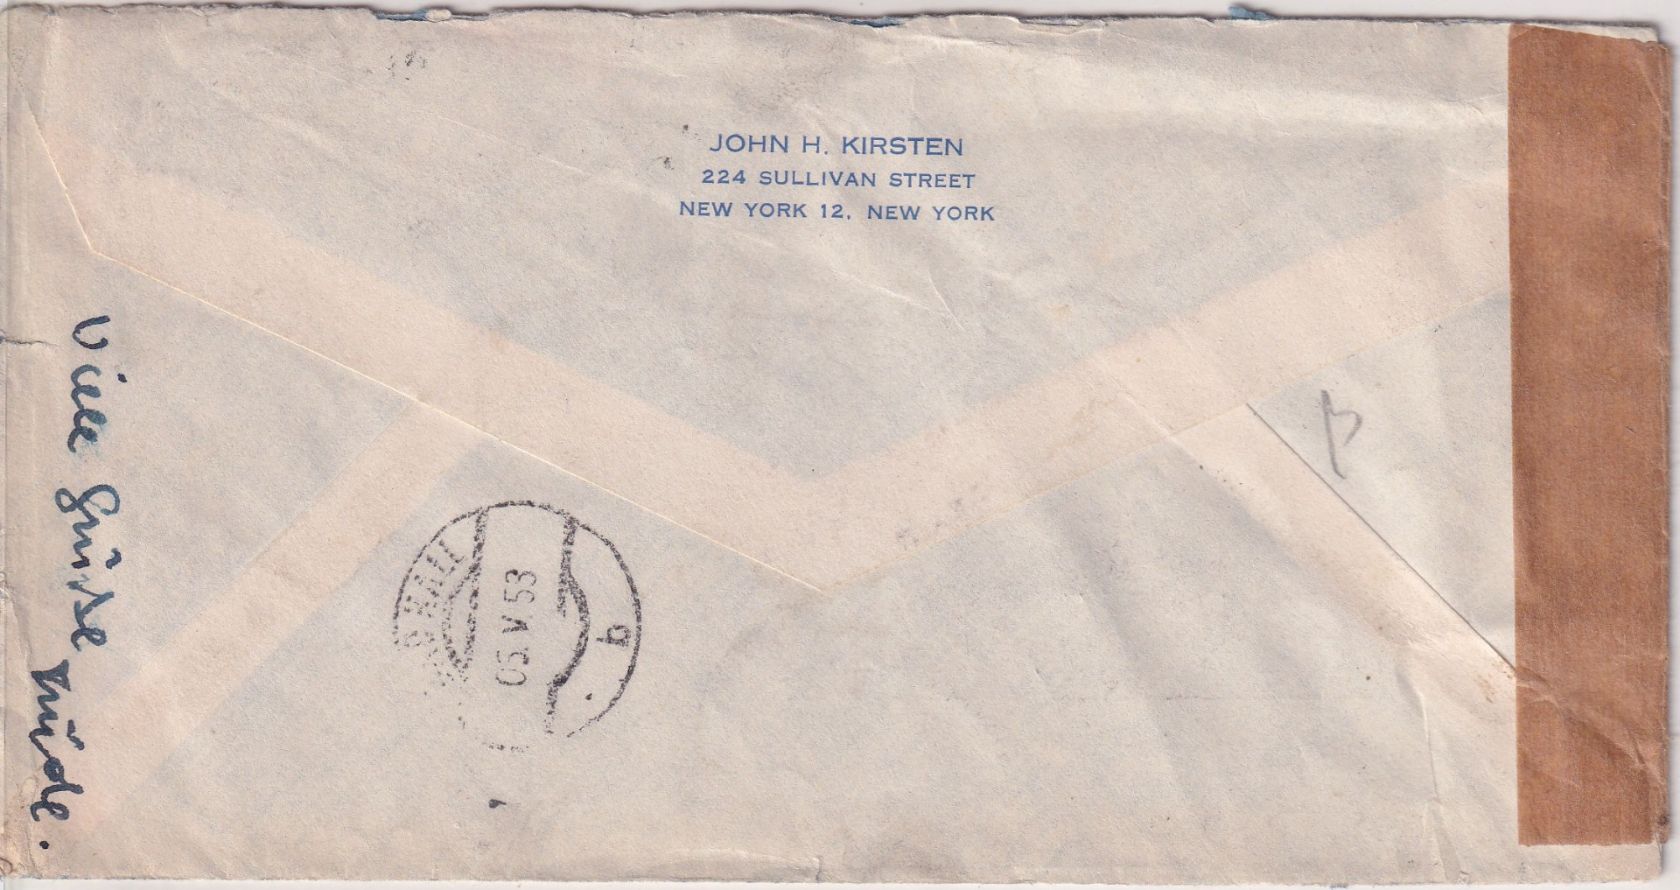 JOHN H. KIRSTEN
224 SULLIVAN STREET
NEW YORK 12, NEW YORK
Viele Grüsse
05.V.53
b